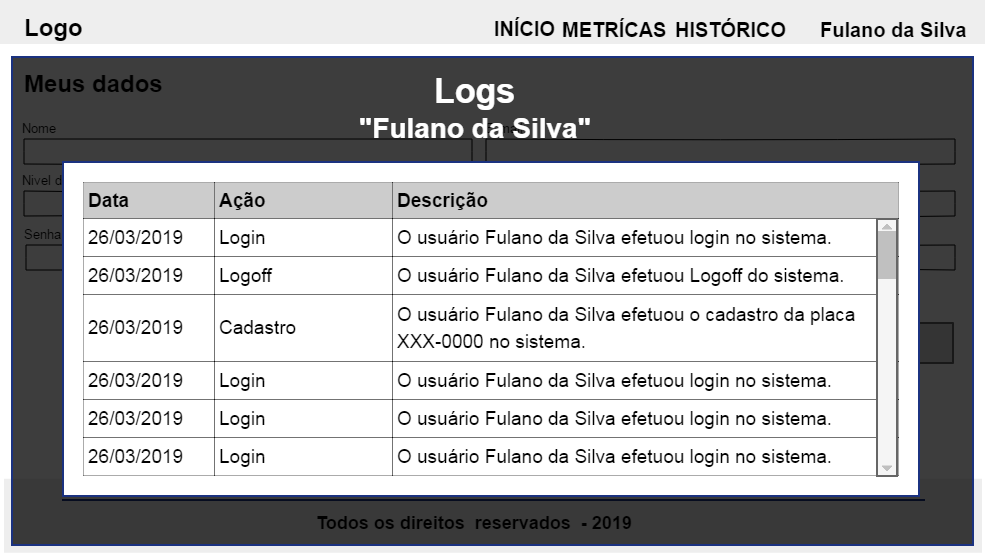 Logo
INÍCIO METRÍCAS HISTÓRICO Fulano da Silva
Meus dados
Logs
"Fulano da Silva"
Nome
Nivel d
Senha
Data Ação Descrição
26/03/2019 Login O usuário Fulano da Silva efetuou login no sistema.
26/03/2019 Logoff O usuário Fulano da Silva efetuou Logoff do sistema.
26/03/2019 Cadastro O usuário Fulano da Silva efetuou o cadastro da placa
XXX-0000 no sistema.
26/03/2019 Login O usuário Fulano da Silva efetuou login no sistema.
26/03/2019 Login O usuário Fulano da Silva efetuou login no sistema.
26/03/2019 Login O usuário Fulano da Silva efetuou login no sistema.
Todos os direitos reservados - 2019